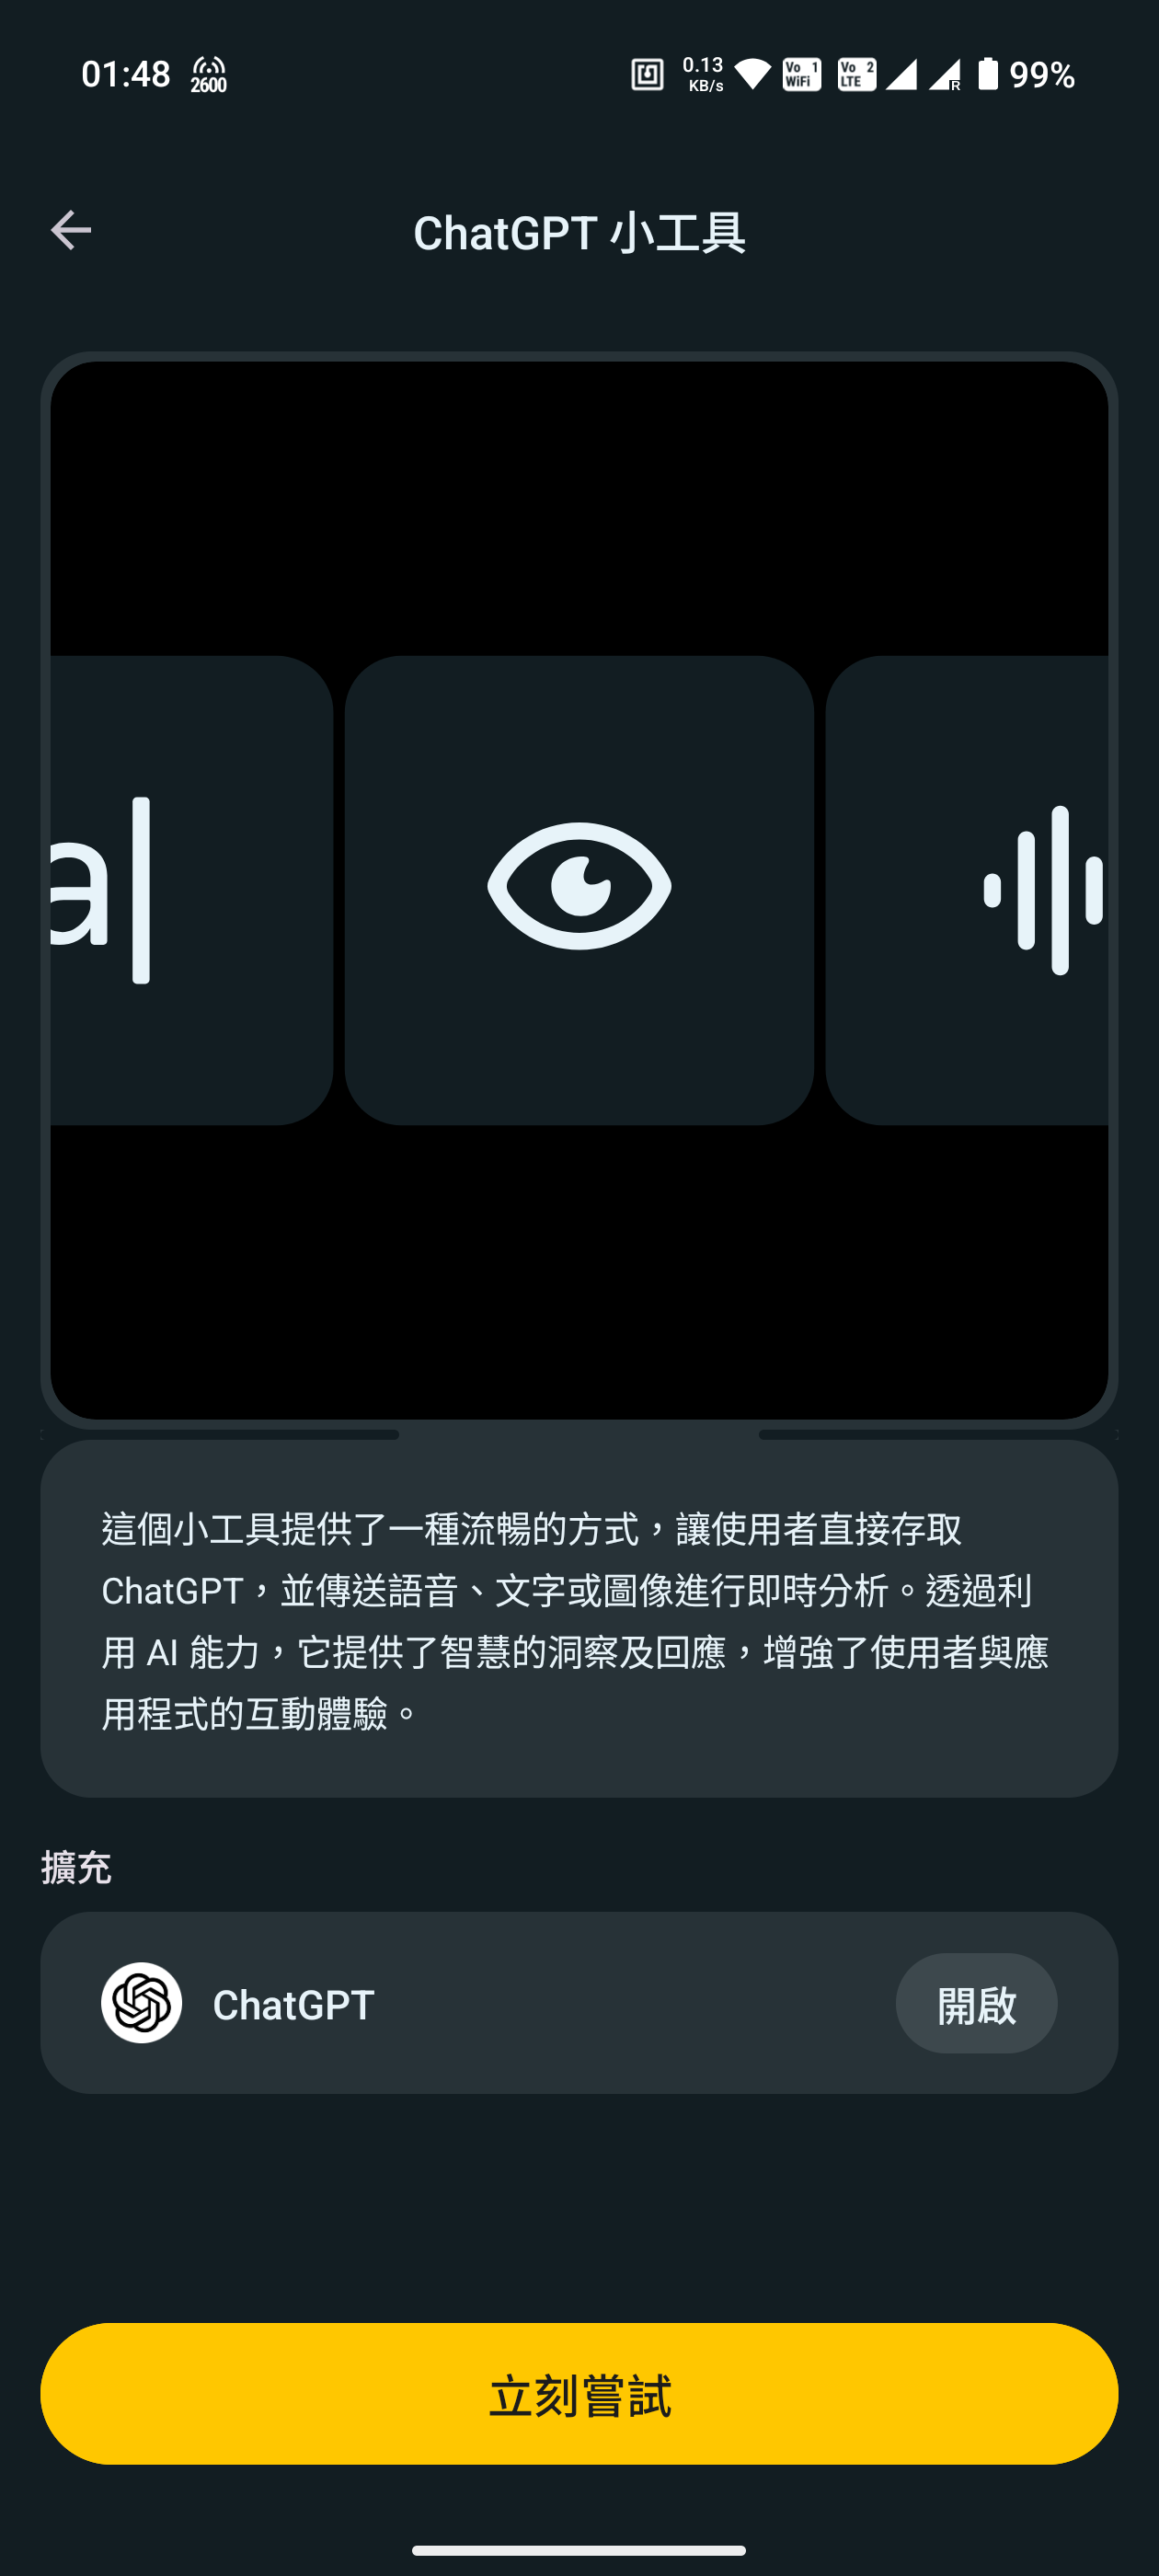 01:48
2600
0.13
KB/s
Vo 1
WiFi
Vo 2
LTE
R
99%
ChatGPT 小工具
a|
這個小工具提供了一種流暢的方式，讓使用者直接存取
ChatGPT，並傳送語音、文字或圖像進行即時分析。透過利
用 AI 能力，它提供了智慧的洞察及回應，增強了使用者與應
用程式的互動體驗。
擴充
ChatGPT
開啟
立刻嘗試